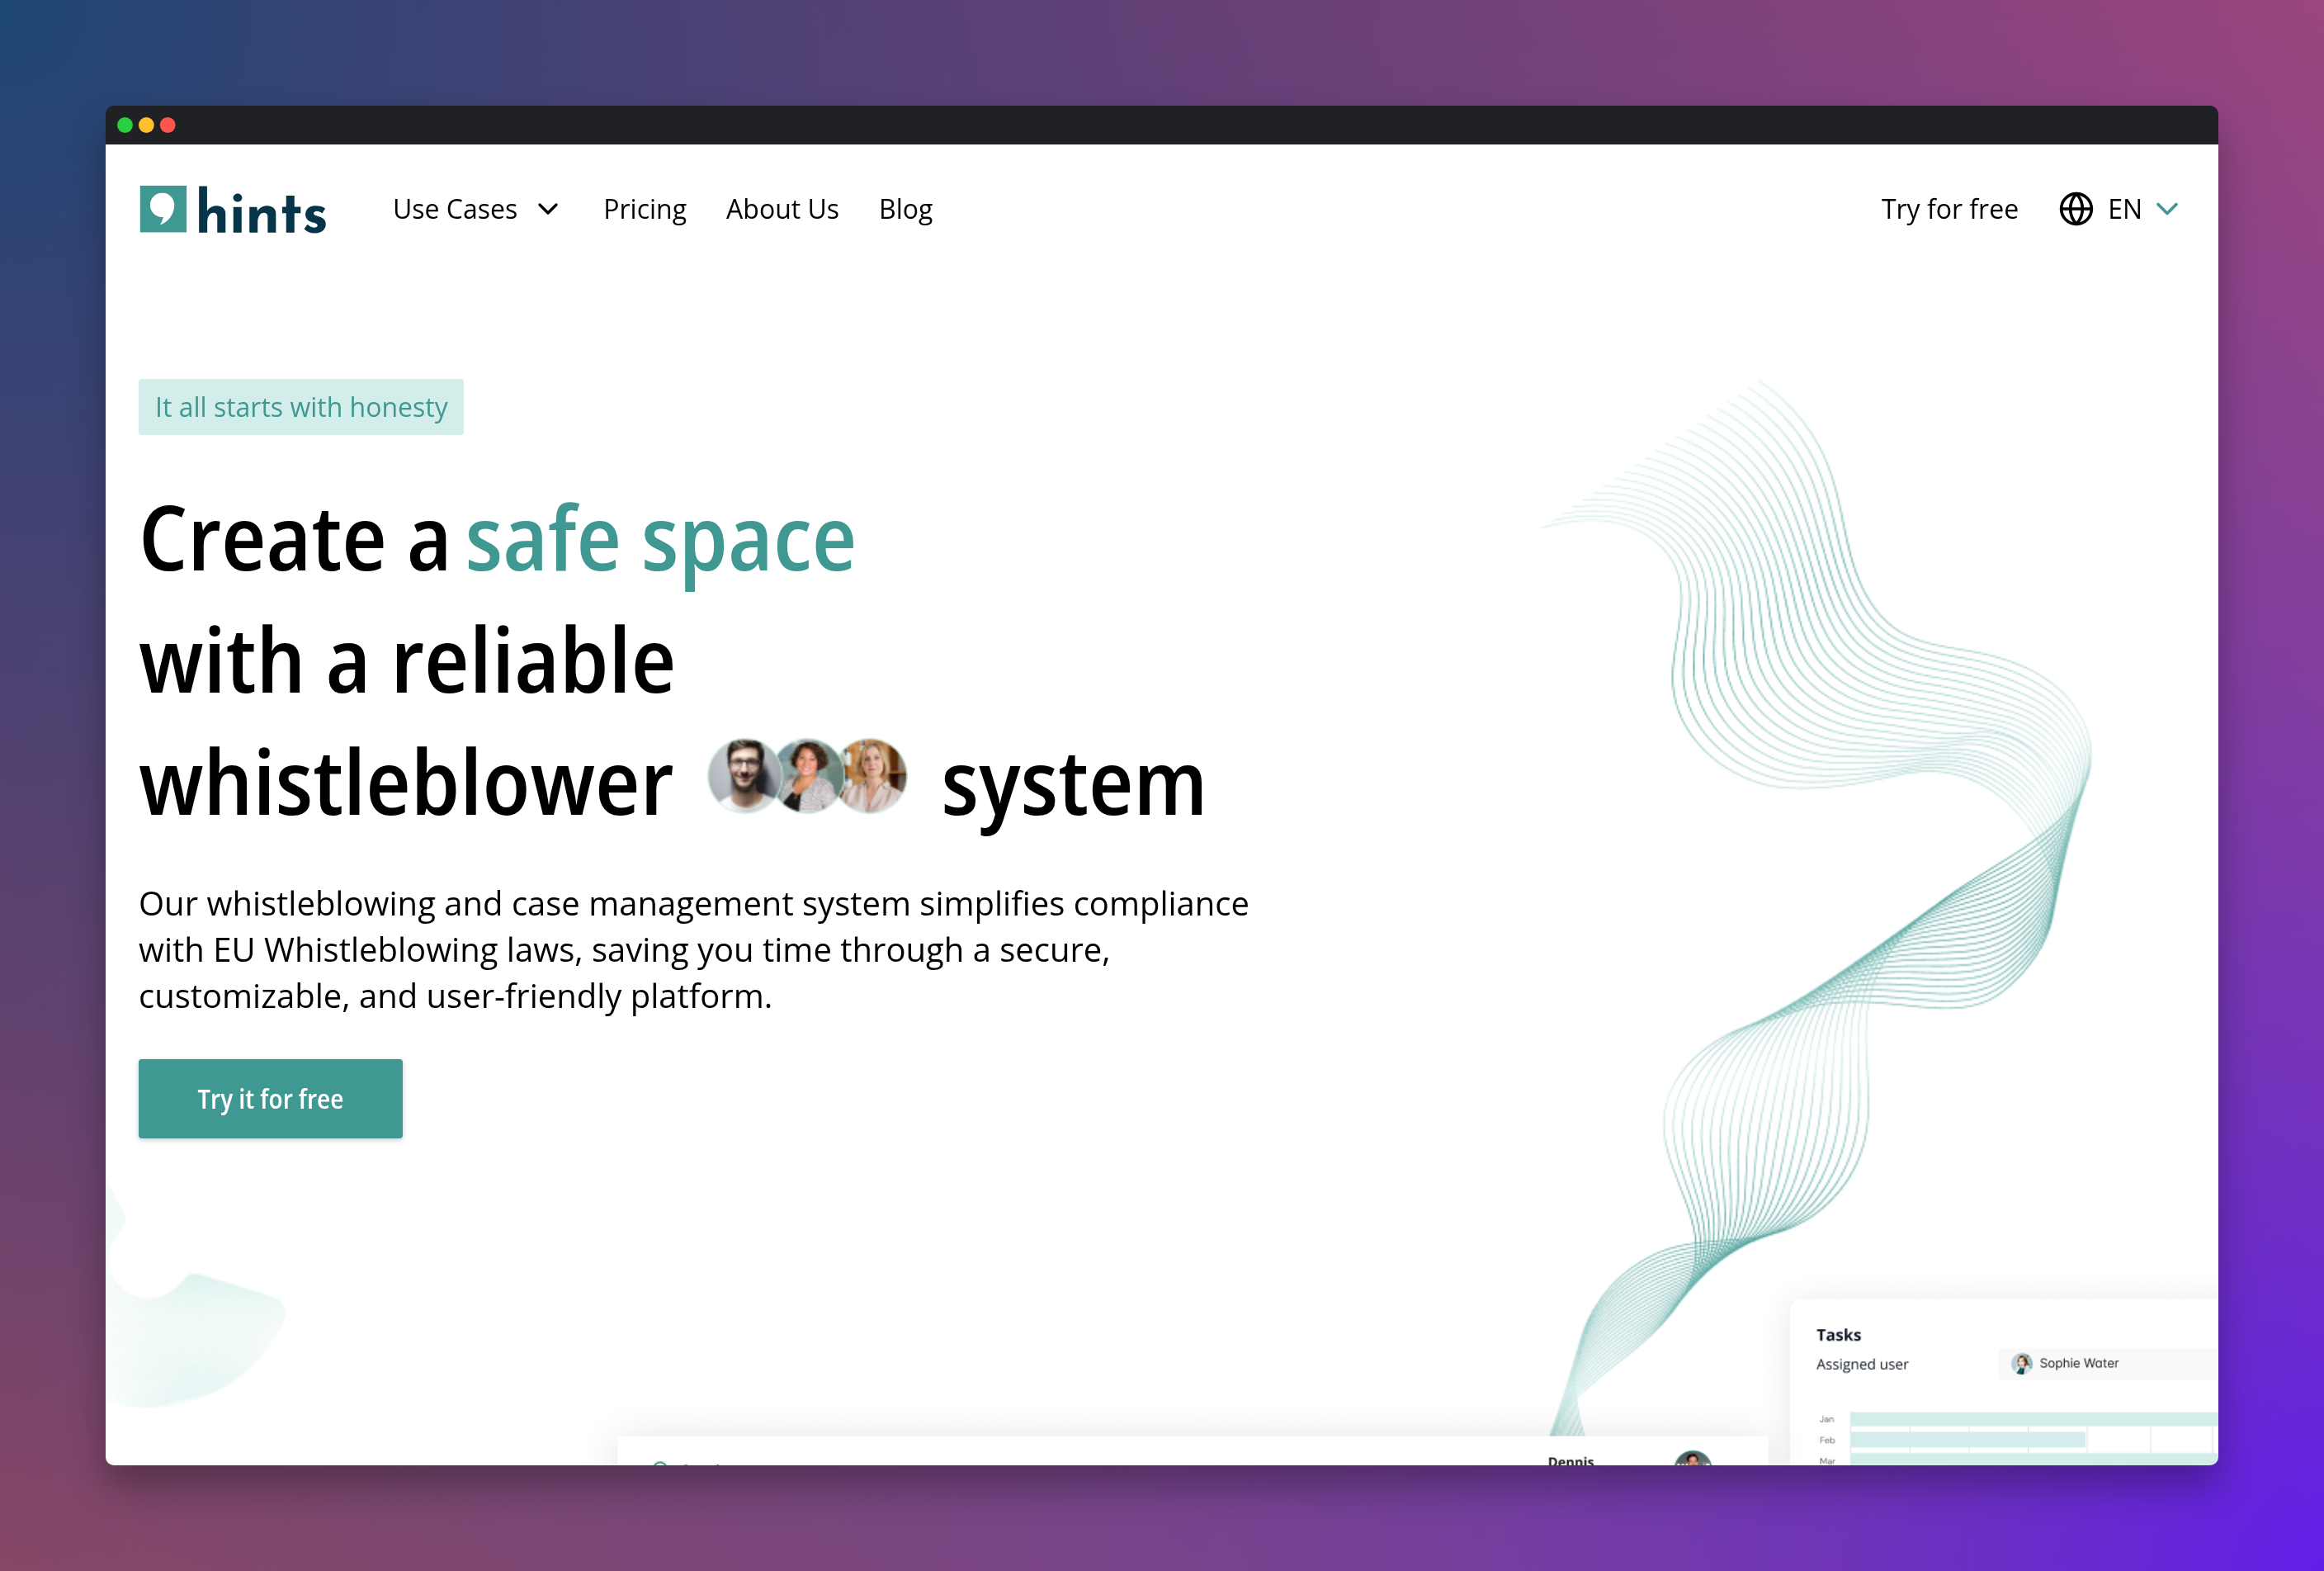 hints
Use Cases
Pricing
About Us
Blog
Try for free
EN
It all starts with honesty
Create a safe space
with a reliable
whistleblower system
Our whistleblowing and case management system simplifies compliance
with EU Whistleblowing laws, saving you time through a secure,
customizable, and user-friendly platform.
Try it for free
Tasks
Assigned user
Sophie Water
Jan
Feb
Mar
Dennis